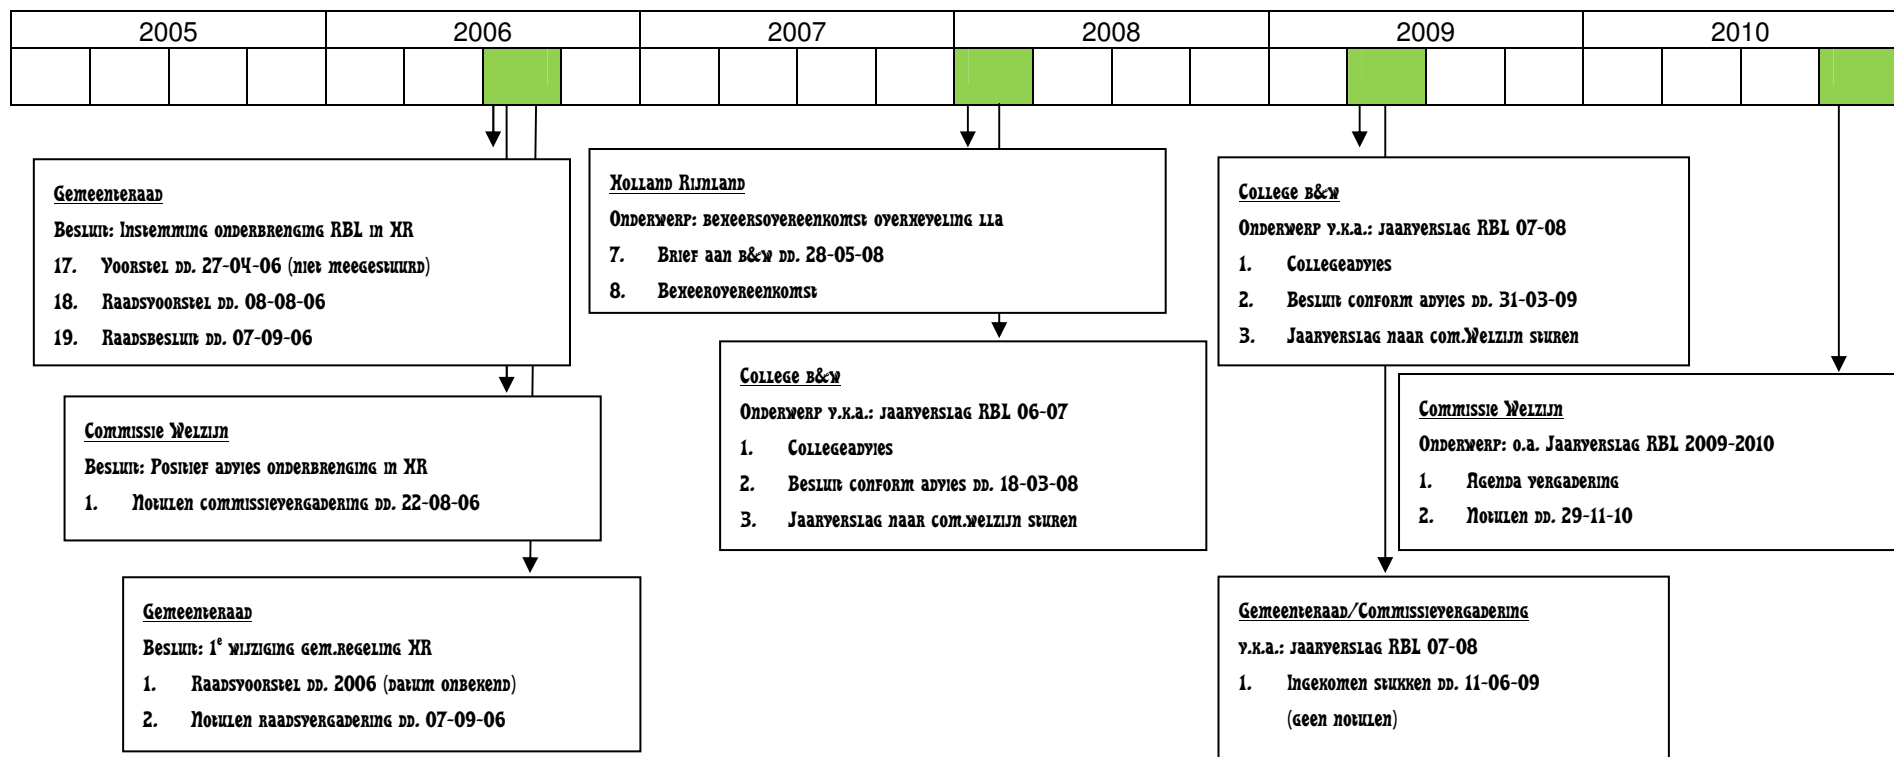 2005 2006 2007 2008 2009 2010
Gemeenteraad
Besluit: Instemming onderbrenging RBL in HR
17. Voorstel dd. 27-04-06 (niet meegestuurd)
18. Raadsvoorstel dd. 08-08-06
19. Raadsbesluit dd. 07-09-06
Commissie Welzijn
Besluit: Positief advies onderbrenging in HR
1. Notulen commissievergadering dd. 22-08-06
Gemeenteraad
Besluit: 1e wijziging gem.regeling HR
1. Raadsvoorstel dd. 2006 (datum onbekend)
2. Notulen raadsvergadering dd. 07-09-06
Holland Rijnland
Onderwerp: beheersovereenkomst overheveling lla
7. Brief aan b&w dd. 28-05-08
8. Beheerovereenkomst
College b&w
Onderwerp v.k.a.: jaarverslag RBL 06-07
1. Collegeadvies
2. Besluit conform advies dd. 18-03-08
3. Jaarverslag naar com.welzijn sturen
College b&w
Onderwerp v.k.a.: jaarverslag RBL 07-08
1. Collegeadvies
2. Besluit conform advies dd. 31-03-09
3. Jaarverslag naar com.Welzijn sturen
Commissie Welzijn
Onderwerp: o.a. Jaarverslag RBL 2009-2010
1. Agenda vergadering
2. Notulen dd. 29-11-10
Gemeenteraad/Commissievergadering
v.k.a.: jaarverslag RBL 07-08
1. Ingekomen stukken dd. 11-06-09
(geen notulen)